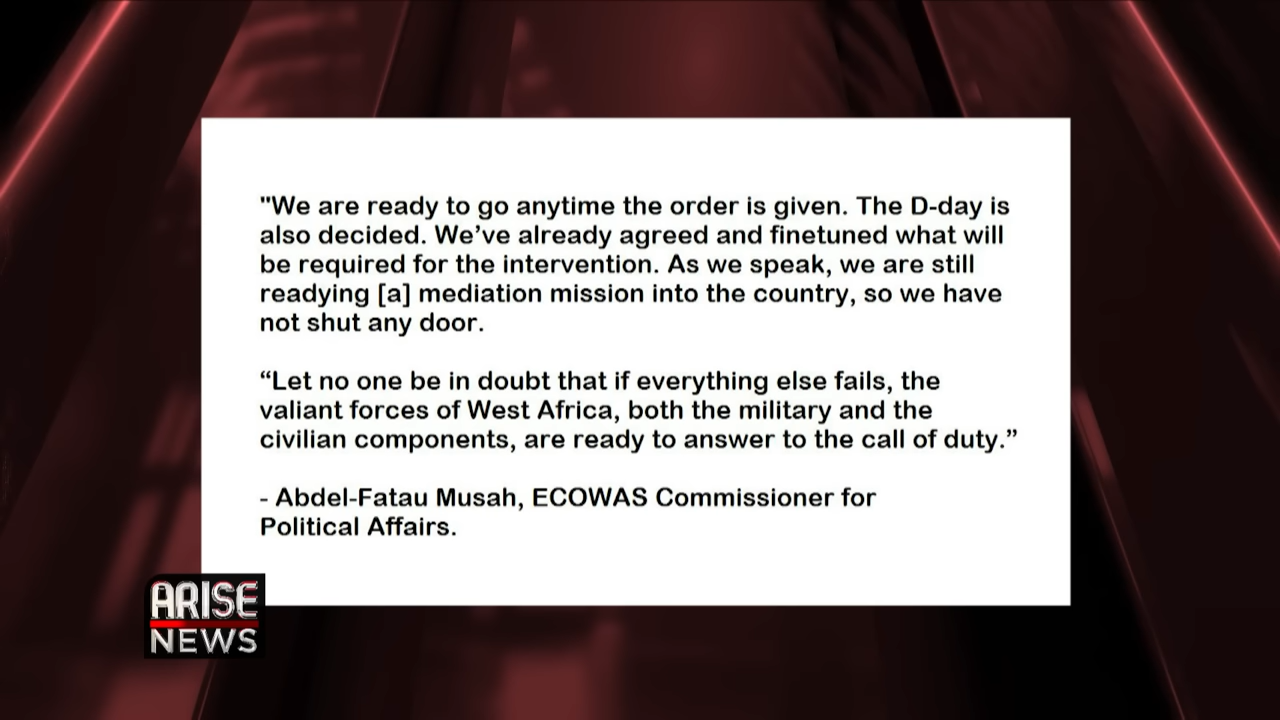 "We are ready to go anytime the order is given. The D-day is
also decided. We’ve already agreed and finetuned what will
be required for the intervention. As we speak, we are still
readying [a] mediation mission into the country, so we have
not shut any door.
“Let no one be in doubt that if everything else fails, the
valiant forces of West Africa, both the military and the
civilian components, are ready to answer to the call of duty.”
- Abdel-Fatau Musah, ECOWAS Commissioner for
Political Affairs.
ARISE
NEWS